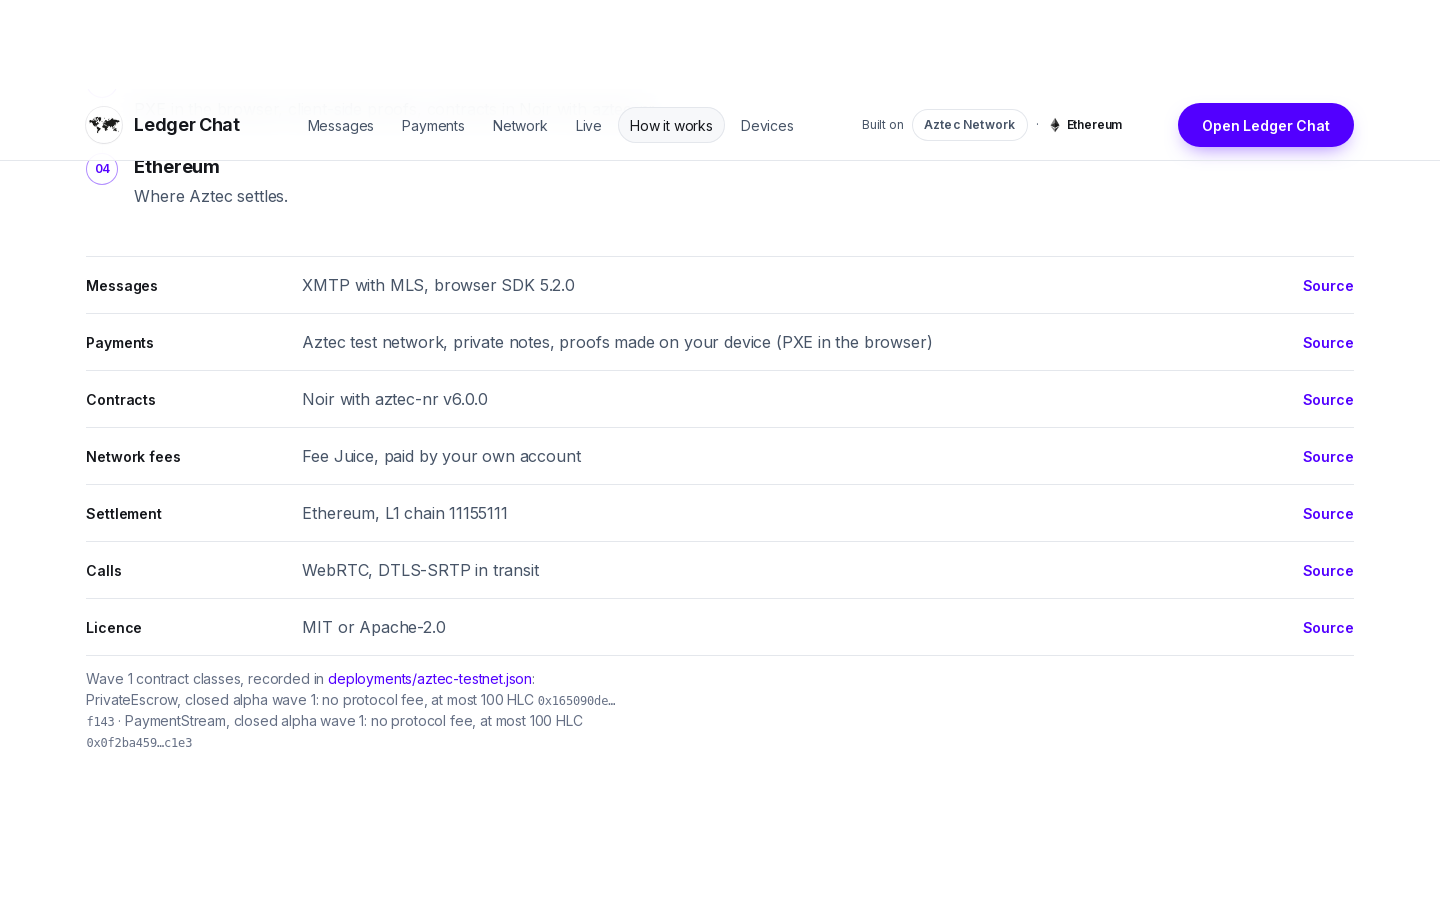 Ledger Chat
Messages
Payments
Network
Live
How it works
Devices
Built on
Aztec Network
·
Ethereum
Open Ledger Chat
04
Ethereum
Where Aztec settles.
Messages
XMTP with MLS, browser SDK 5.2.0
Source
Payments
Aztec test network, private notes, proofs made on your device (PXE in the browser)
Source
Contracts
Noir with aztec-nr v6.0.0
Source
Network fees
Fee Juice, paid by your own account
Source
Settlement
Ethereum, L1 chain 11155111
Source
Calls
WebRTC, DTLS-SRTP in transit
Source
Licence
MIT or Apache-2.0
Source
Wave 1 contract classes, recorded in deployments/aztec-testnet.json:
PrivateEscrow, closed alpha wave 1: no protocol fee, at most 100 HLC 0x165090de…
f143 · PaymentStream, closed alpha wave 1: no protocol fee, at most 100 HLC
0x0f2ba459…c1e3